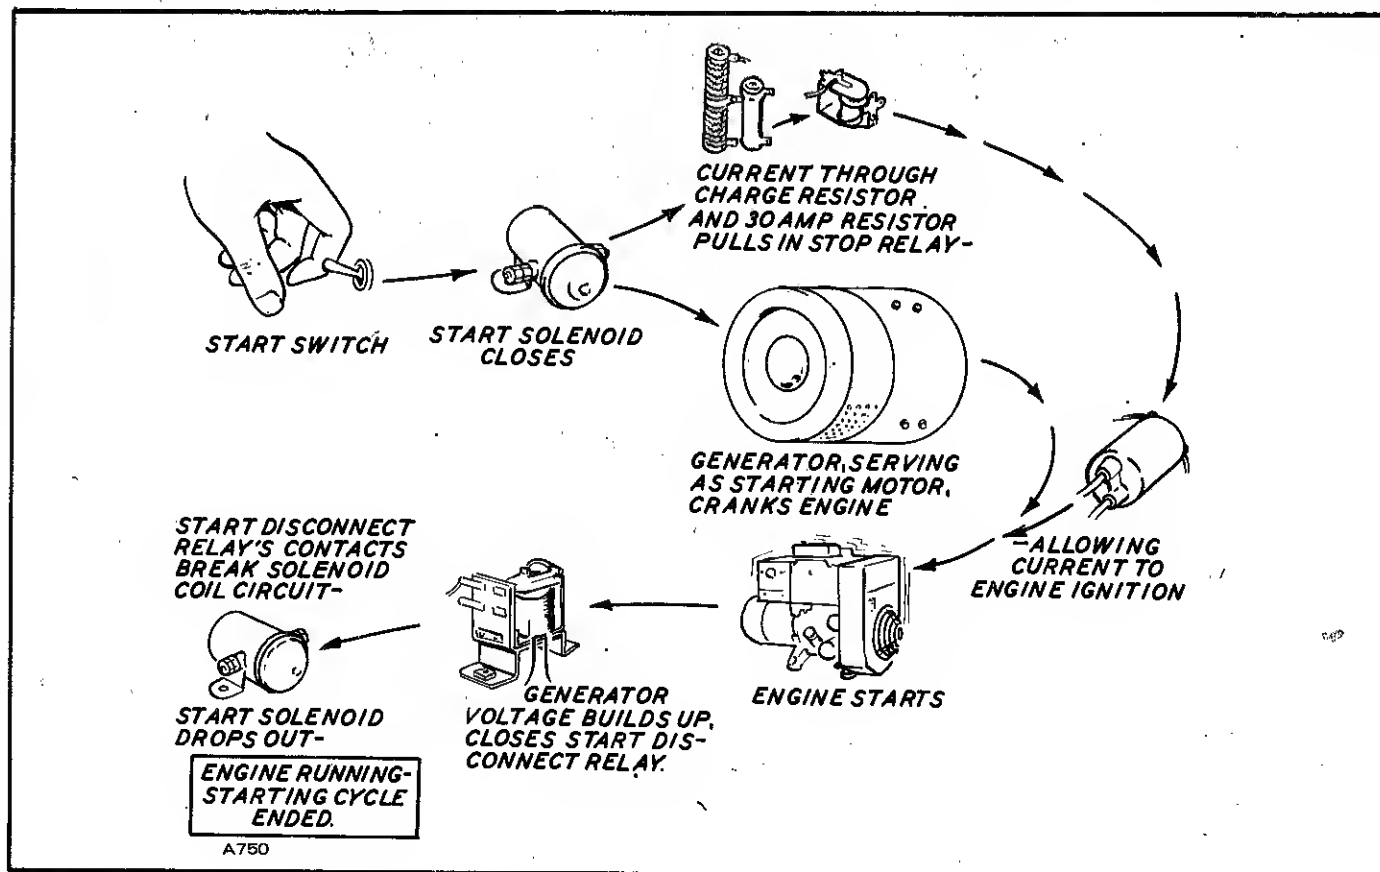 CURRENT THROUGH
CHARGE RESISTOR
AND 30 AMP RESISTOR
PULLS IN STOP RELAY-
START SWITCH
START SOLENOID
CLOSES
GENERATOR, SERVING
AS STARTING MOTOR,
CRANKS ENGINE
-ALLOWING
CURRENT TO
ENGINE IGNITION
ENGINE STARTS
GENERATOR
VOLTAGE BUILDS UP,
CLOSES START DIS-
CONNECT RELAY.
START DISCONNECT
RELAY'S CONTACTS
BREAK SOLENOID
COIL CIRCUIT-
START SOLENOID
DROPS OUT-
ENGINE RUNNING-
STARTING CYCLE
ENDED.
A750